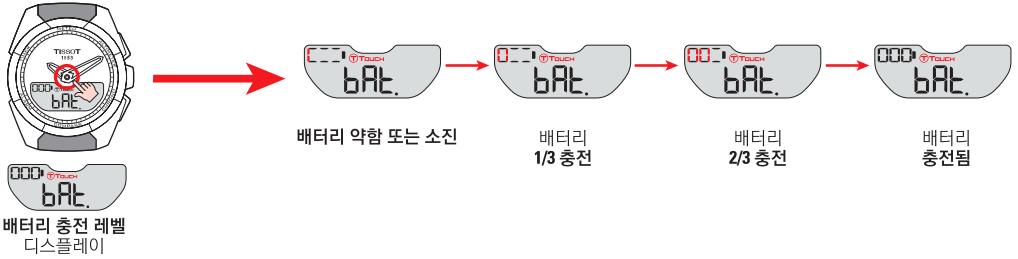 TISSOT
1853
TOUCH
bAt.
TOUCH
bAt.
배터리 충전 레벨
디스플레이
TOUCH
bAt.
배터리 약함 또는 소진
TOUCH
bAt.
배터리
1/3 충전
TOUCH
bAt.
배터리
2/3 충전
TOUCH
bAt.
배터리
충전됨